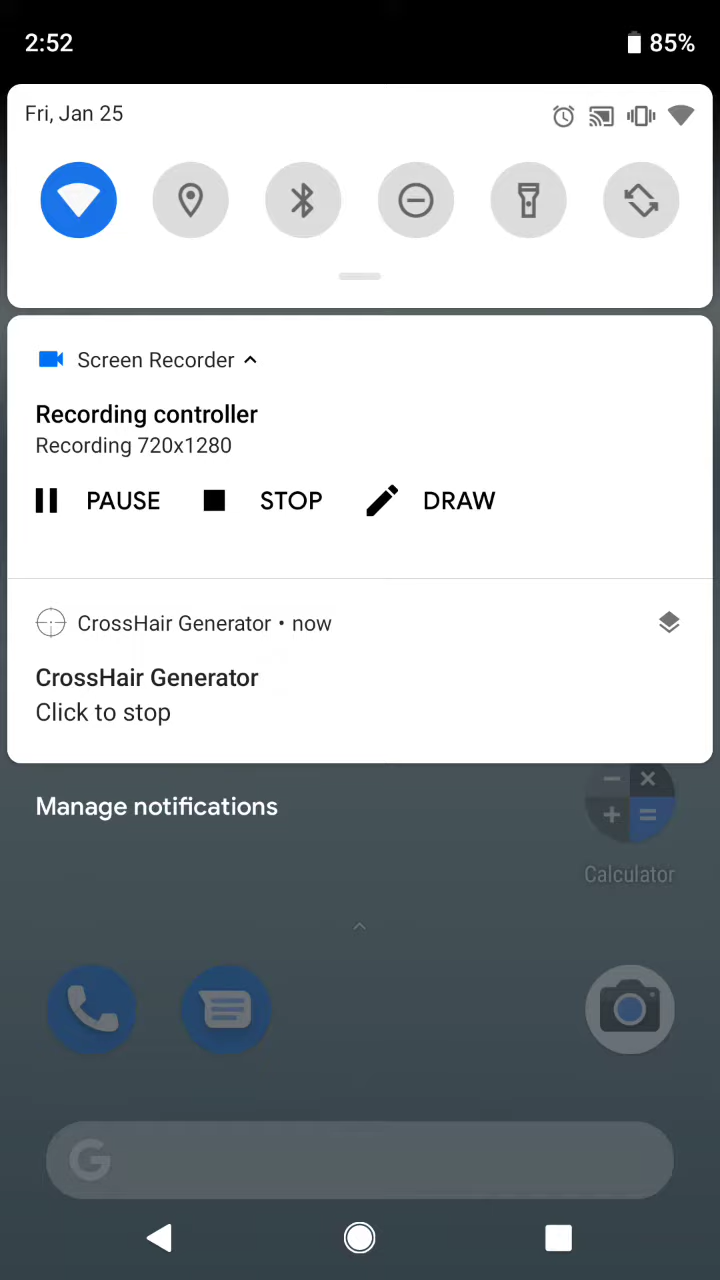 2:52 85%
Fri, Jan 25
Screen Recorder
Recording controller
Recording 720x1280
PAUSE STOP DRAW
CrossHair Generator • now
CrossHair Generator
Click to stop
Manage notifications
Calculator
G